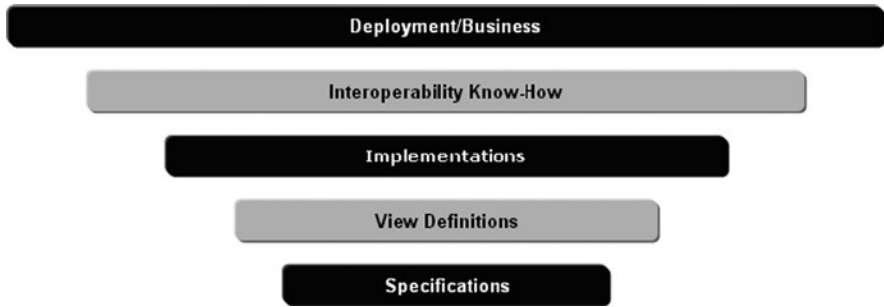 Deployment/Business
Interoperability Know-How
Implementations
View Definitions
Specifications